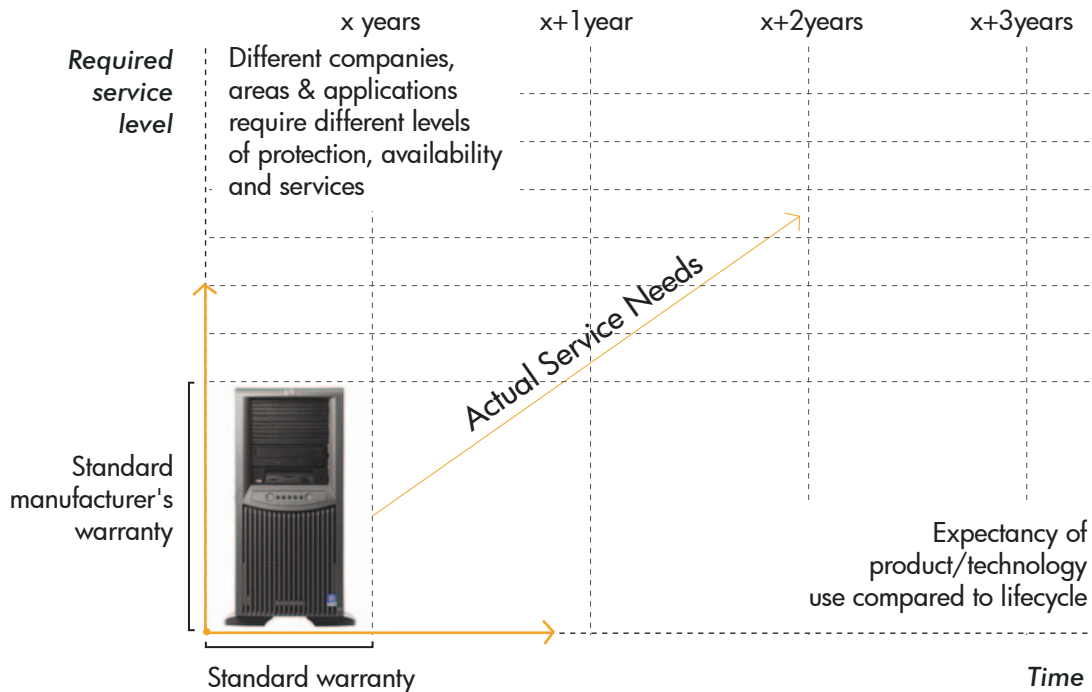 x years
x+1year
x+2years
x+3years
Required
service
level
Different companies,
areas & applications
require different levels
of protection, availability
and services
Actual Service Needs
Standard
manufacturer's
warranty
Expectancy of
product/technology
use compared to lifecycle
Standard warranty
Time